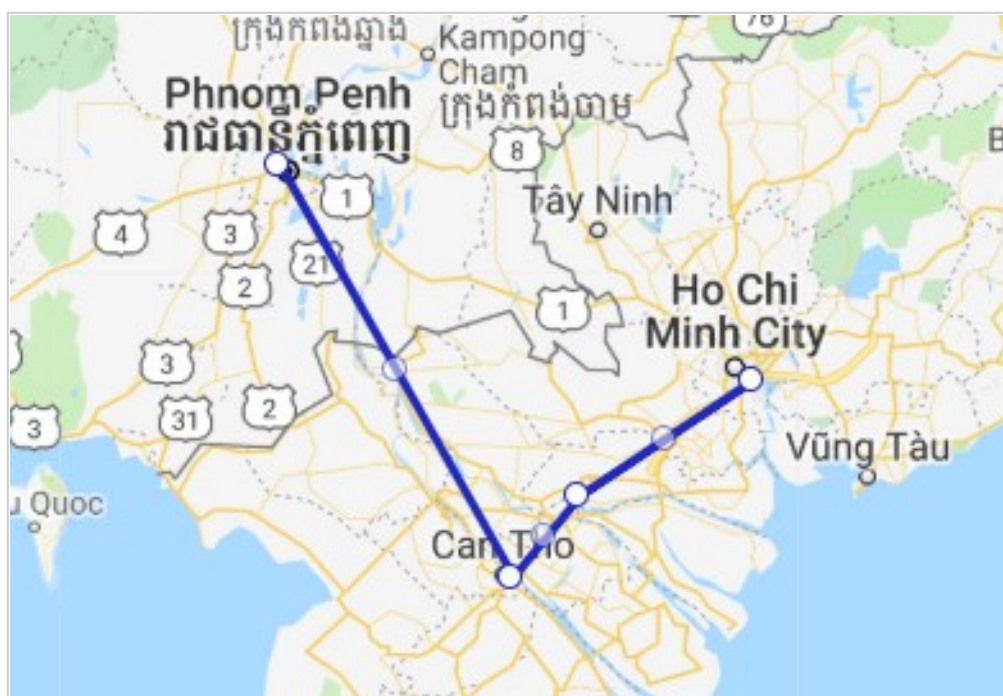 ក្រុងកំពង់ឆ្នាំង
76
Kampong
Cham
ក្រុងកំពង់ចាម
Phnom Penh
រាជធានីភ្នំពេញ
8
1
Tây Ninh
4
3
21
2
1
Ho Chi
Minh City
3
2
31
3
Vũng Tàu
u Quoc
Can Tho